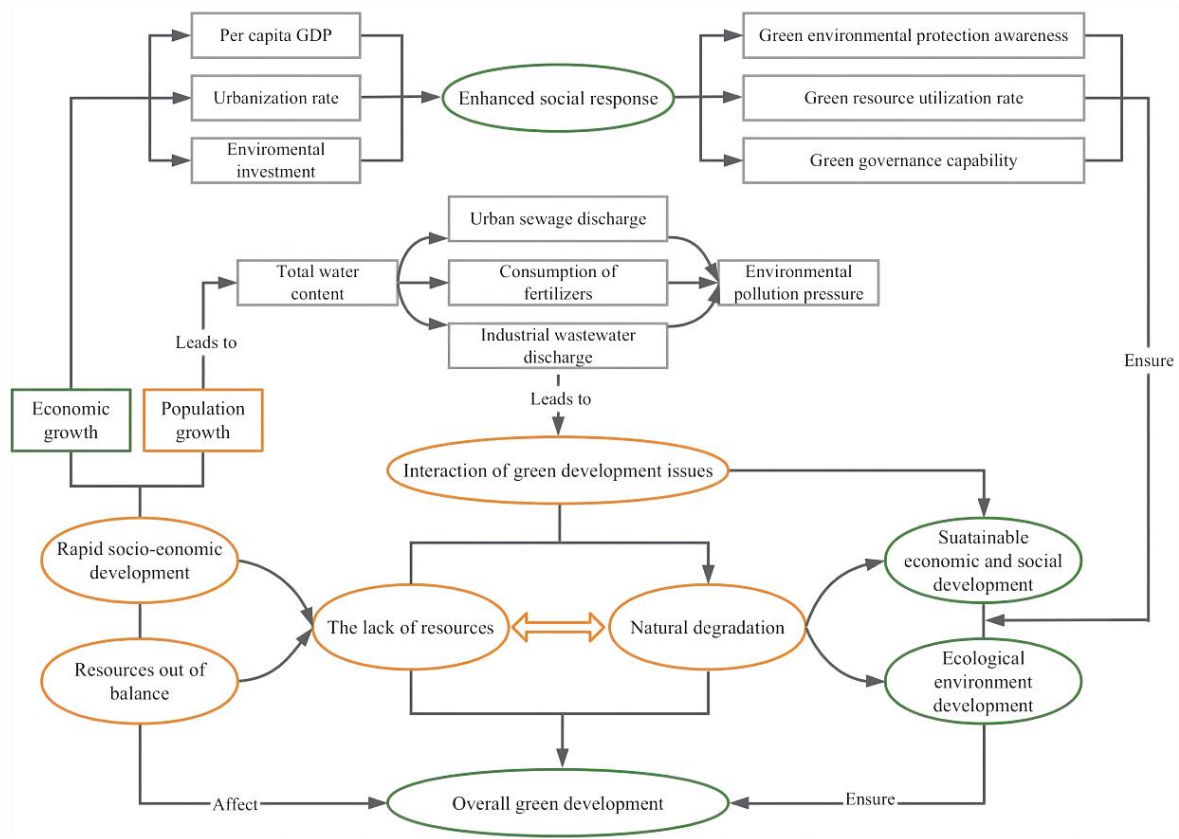 Per capita GDP
Green environmental protection awareness
Urbanization rate
Enhanced social response
Green resource utilization rate
Enviromental
investment
Green governance capability
Urban sewage discharge
Total water
content
Consumption of
fertilizers
Environmental
pollution pressure
Industrial wastewater
discharge
Leads to
Ensure
Economic
growth
Population
growth
Leads to
Interaction of green development issues
Rapid socio-eonomic
development
Suatainable
economic and social
development
The lack of resources
Natural degradation
Resources out of
balance
Ecological
environment
development
Affect
Overall green development
Ensure